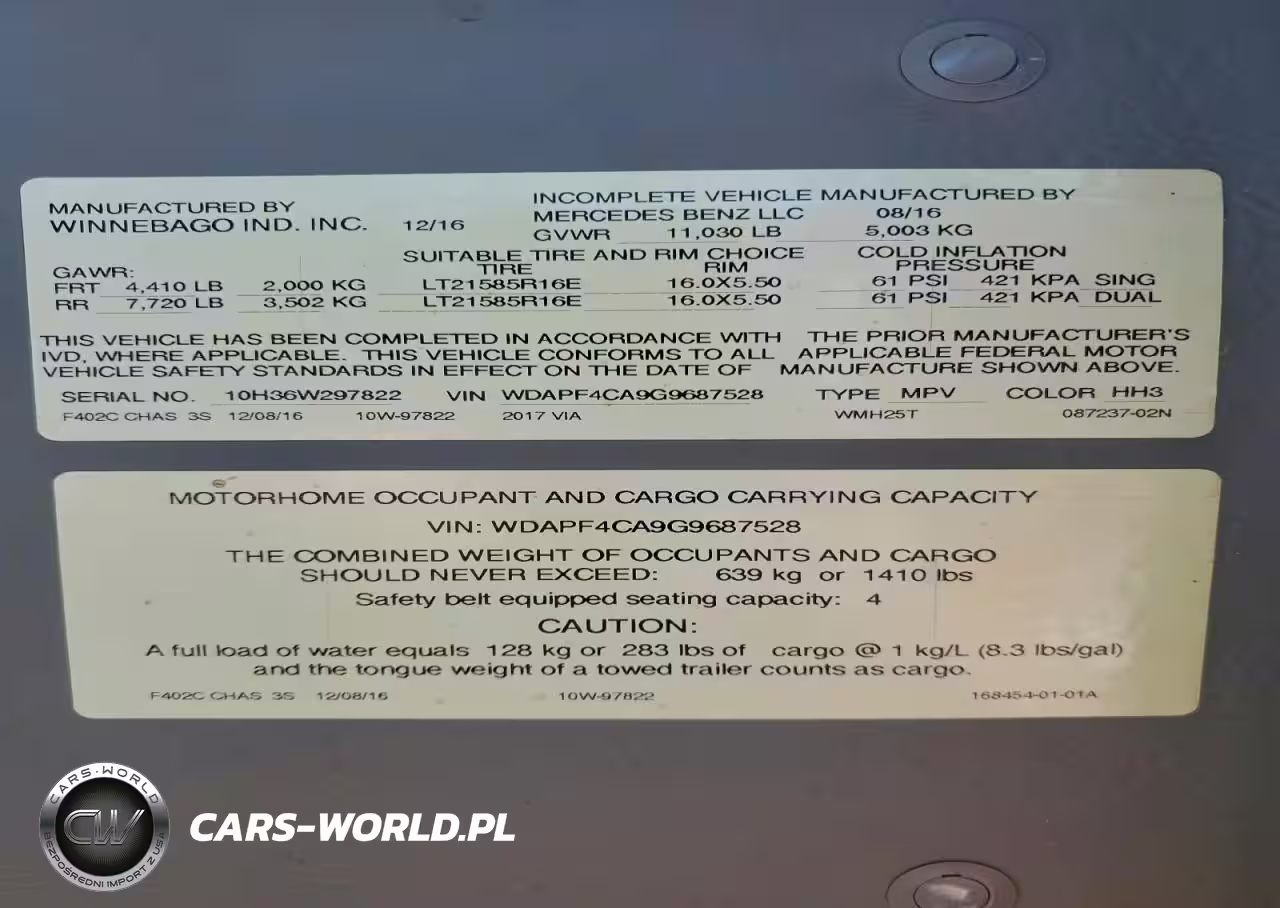 MANUFACTURED BY
WINNEBAGO IND. INC. 12/16
INCOMPLETE VEHICLE MANUFACTURED BY
MERCEDES BENZ LLC 08/16
GVWR 11,030 LB 5,003 KG
SUITABLE TIRE AND RIM CHOICE COLD INFLATION
GAWR: TIRE RIM PRESSURE
FRT 4,410 LB 2,000 KG LT21585R16E 16.0X5.50 61 PSI 421 KPA SING
RR 7,720 LB 3,502 KG LT21585R16E 16.0X5.50 61 PSI 421 KPA DUAL
THIS VEHICLE HAS BEEN COMPLETED IN ACCORDANCE WITH THE PRIOR MANUFACTURER'S
IVD, WHERE APPLICABLE. THIS VEHICLE CONFORMS TO ALL APPLICABLE FEDERAL MOTOR
VEHICLE SAFETY STANDARDS IN EFFECT ON THE DATE OF MANUFACTURE SHOWN ABOVE.
SERIAL NO. 10H36W297822 VIN WDAPF4CA9G9687528 TYPE MPV COLOR HH3
F402C CHAS 3S 12/08/16 10W-97822 2017 VIA WMH25T 087237-02N
MOTORHOME OCCUPANT AND CARGO CARRYING CAPACITY
VIN: WDAPF4CA9G9687528
THE COMBINED WEIGHT OF OCCUPANTS AND CARGO
SHOULD NEVER EXCEED: 639 kg or 1410 lbs
Safety belt equipped seating capacity: 4
CAUTION:
A full load of water equals 128 kg or 283 lbs of cargo @ 1 kg/L (8.3 lbs/gal)
and the tongue weight of a towed trailer counts as cargo.
F402C CHAS 3S 12/08/16 10W-97822 168454-01-01A
CARS-WORLD
CW
BEZPOŚREDNI IMPORT Z USA
CARS-WORLD.PL